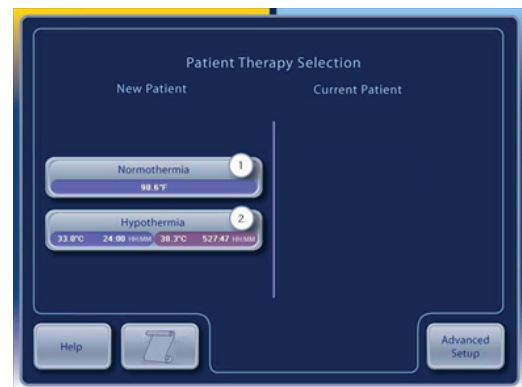 Patient Therapy Selection
New Patient
Current Patient
Normothermia
1
98.6°F
Hypothermia
2
33.0°C 24:00 HH:MM 38.3°C 527:47 HH:MM
Help
Advanced
Setup